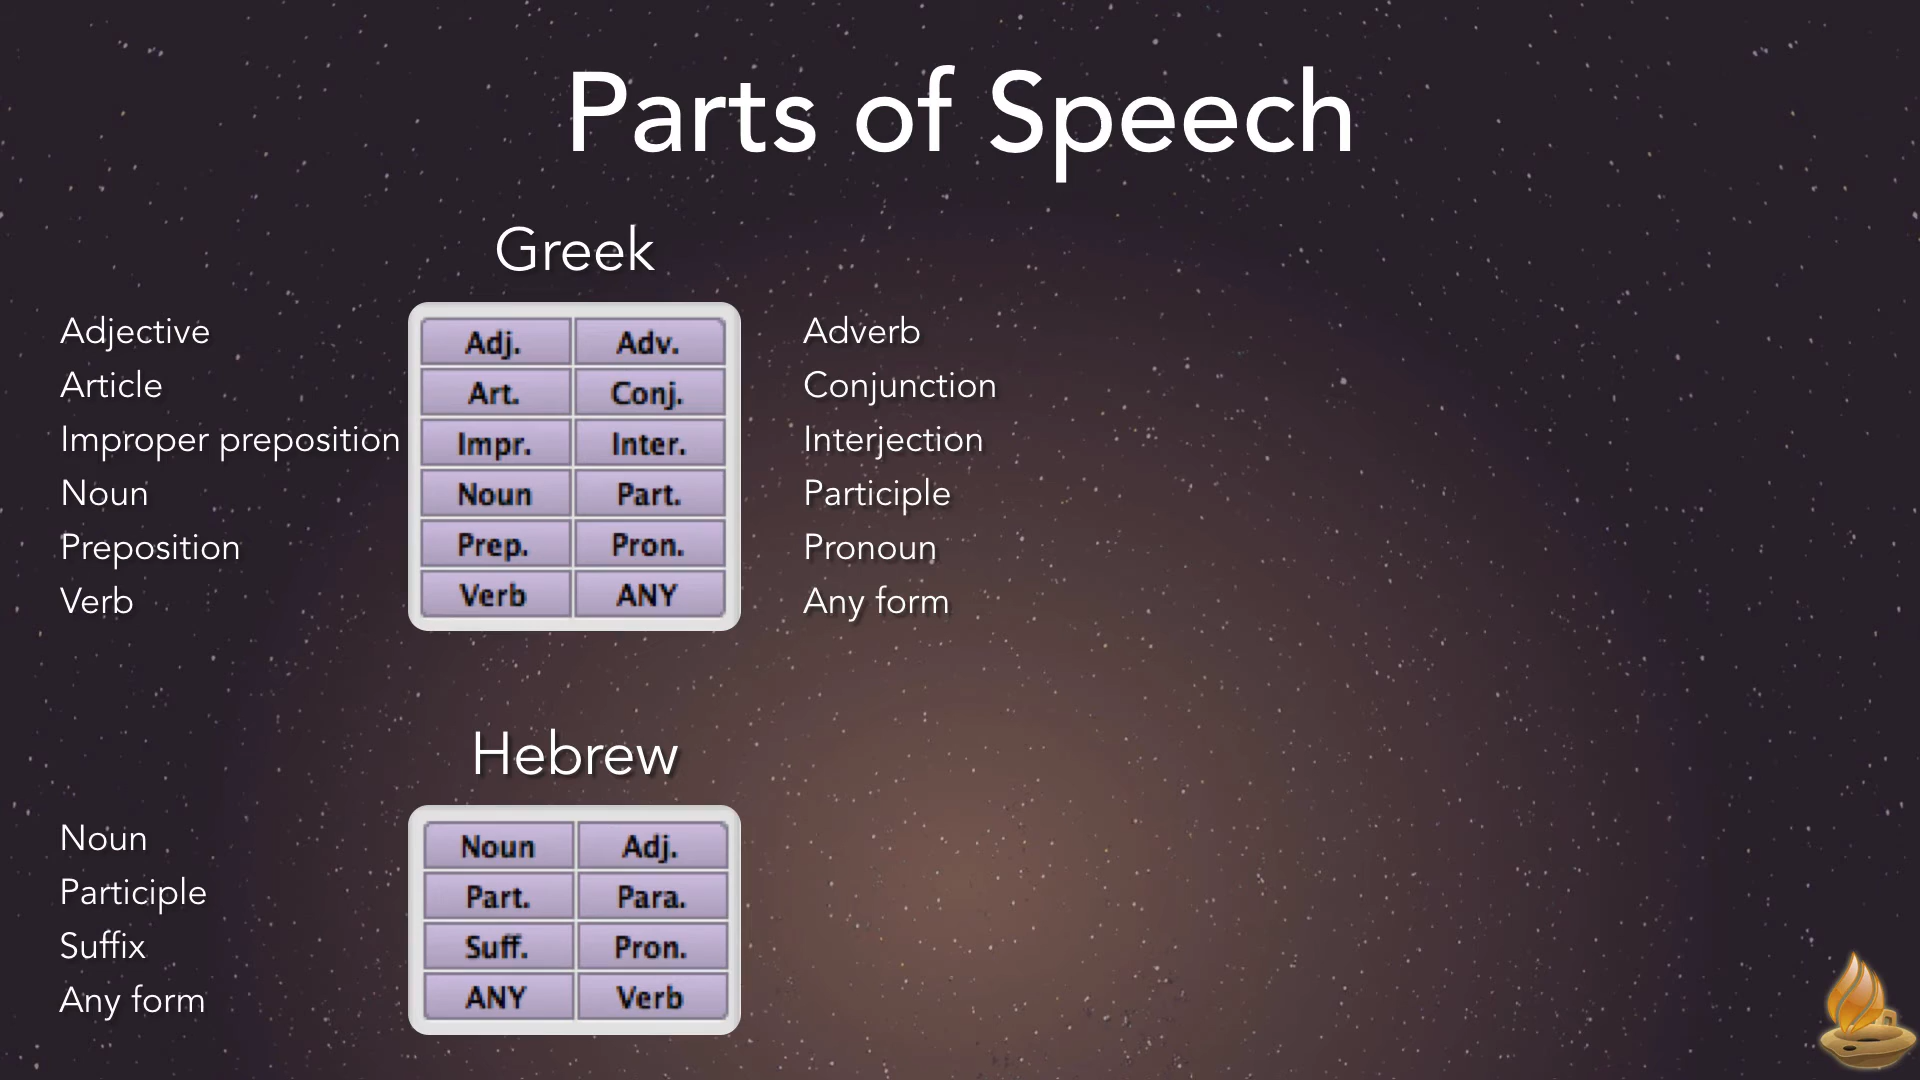 Parts of Speech
Greek
Adjective
Article
Improper preposition
Noun
Preposition
Verb
Adj. Adv.
Art. Conj.
Impr. Inter.
Noun Part.
Prep. Pron.
Verb ANY
Adverb
Conjunction
Interjection
Participle
Pronoun
Any form
Hebrew
Noun
Participle
Suffix
Any form
Noun Adj.
Part. Para.
Suff. Pron.
ANY Verb